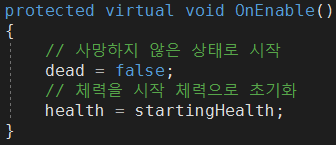 protected virtual void OnEnable()
{
// 사망하지 않은 상태로 시작
dead = false;
// 체력을 시작 체력으로 초기화
health = startingHealth;
}